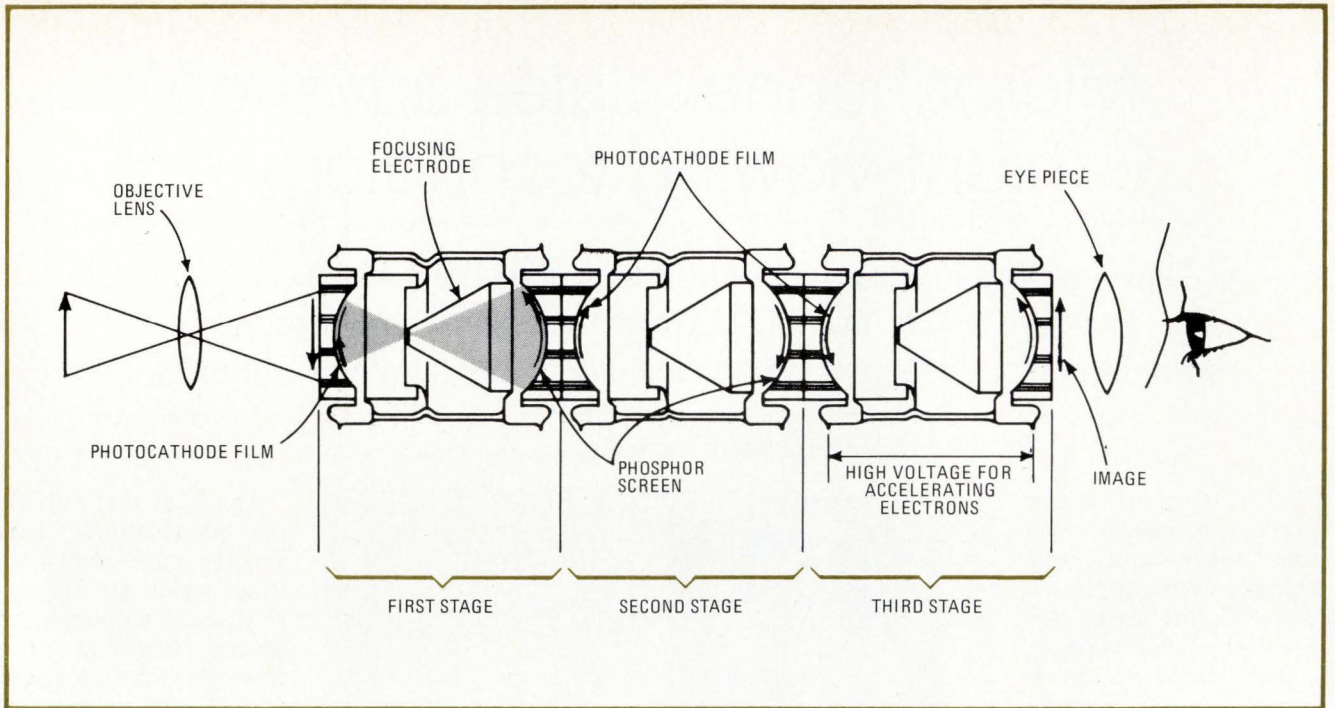 FOCUSING
ELECTRODE
PHOTOCATHODE FILM
EYE PIECE
OBJECTIVE
LENS
PHOTOCATHODE FILM
PHOSPHOR
SCREEN
HIGH VOLTAGE FOR
ACCELERATING
ELECTRONS
IMAGE
FIRST STAGE
SECOND STAGE
THIRD STAGE